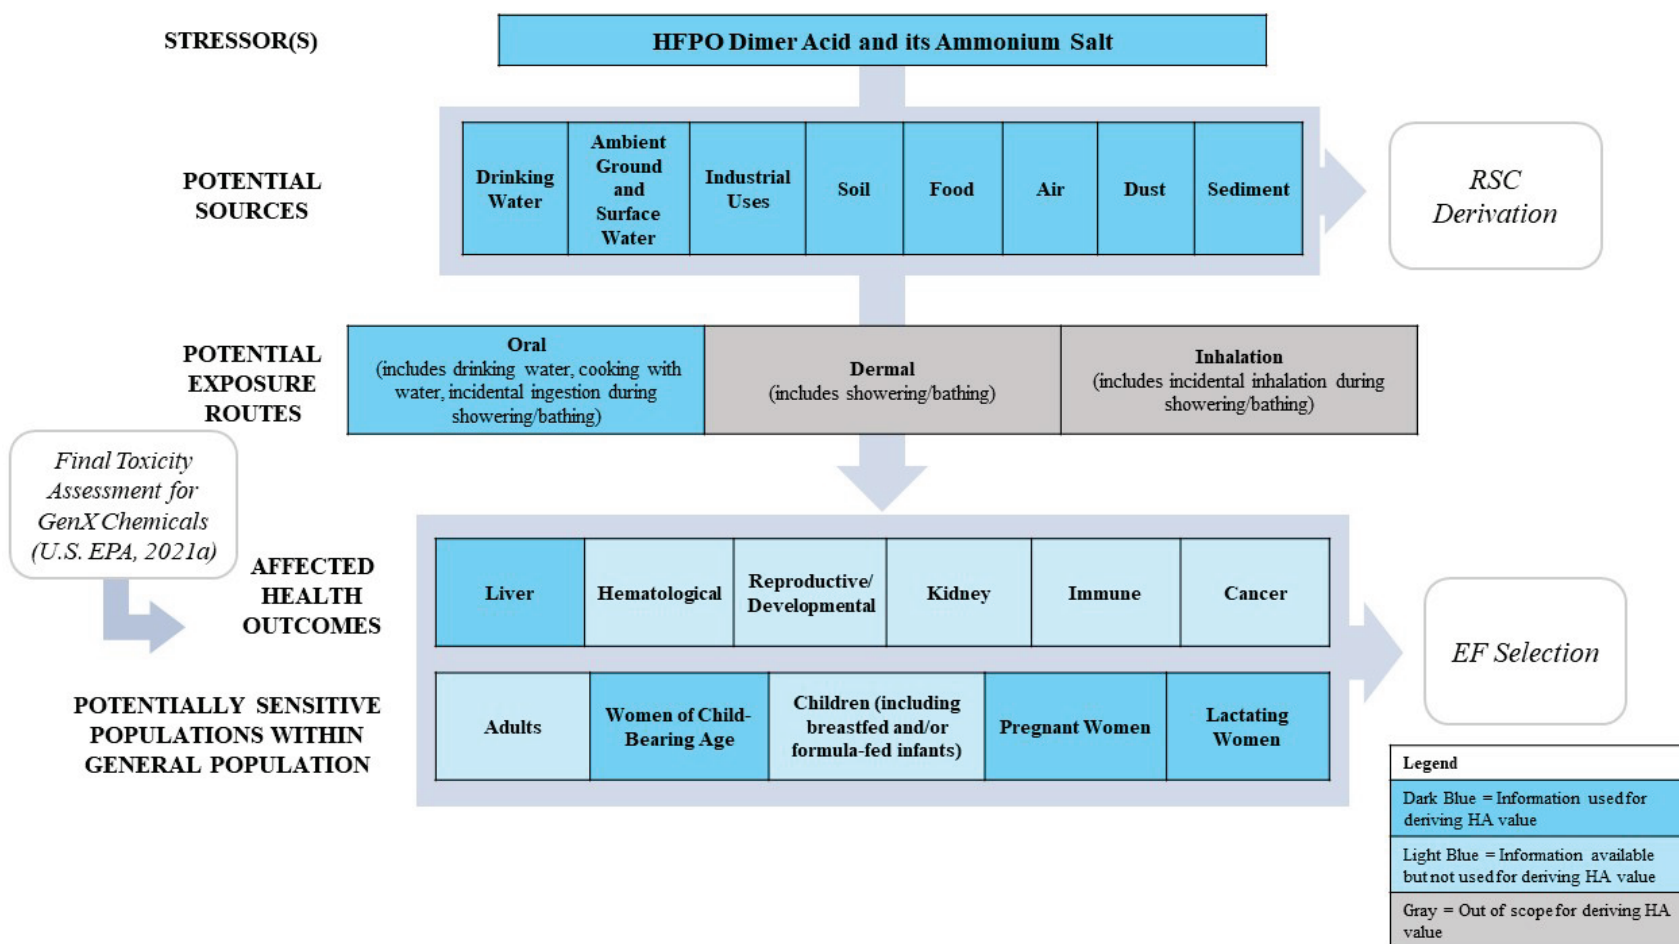 STRESSOR(S)
HFPO Dimer Acid and its Ammonium Salt
POTENTIAL
SOURCES
Drinking
Water
Ambient
Ground
and
Surface
Water
Industrial
Uses
Soil
Food
Air
Dust
Sediment
RSC
Derivation
POTENTIAL
EXPOSURE
ROUTES
Oral
(includes drinking water, cooking with
water, incidental ingestion during
showering/bathing)
Dermal
(includes showering/bathing)
Inhalation
(includes incidental inhalation during
showering/bathing)
Final Toxicity
Assessment for
GenX Chemicals
(U.S. EPA, 2021a)
AFFECTED
HEALTH
OUTCOMES
Liver
Hematological
Reproductive/
Developmental
Kidney
Immune
Cancer
EF Selection
POTENTIALLY SENSITIVE
POPULATIONS WITHIN
GENERAL POPULATION
Adults
Women of Child-
Bearing Age
Children (including
breastfed and/or
formula-fed infants)
Pregnant Women
Lactating
Women
Legend
Dark Blue = Information used for
deriving HA value
Light Blue = Information available
but not used for deriving HA value
Gray = Out of scope for deriving HA
value